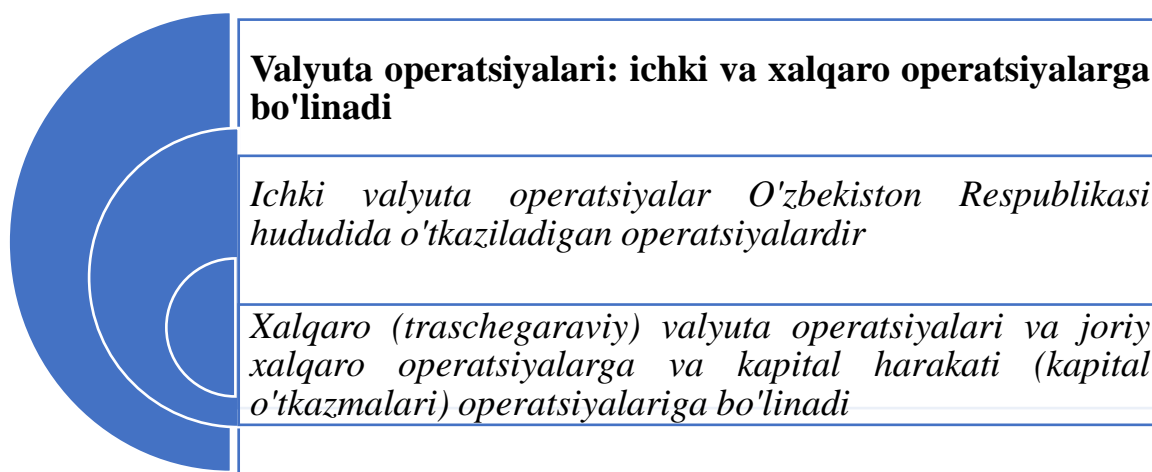 Valyuta operatsiyalari: ichki va xalqaro operatsiyalarga
bo'linadi
Ichki valyuta operatsiyalar O'zbekiston Respublikasi
hududida o'tkaziladigan operatsiyalardir
Xalqaro (traschegaraviy) valyuta operatsiyalari va joriy
xalqaro operatsiyalarga va kapital harakati (kapital
o'tkazmalari) operatsiyalariga bo'linadi